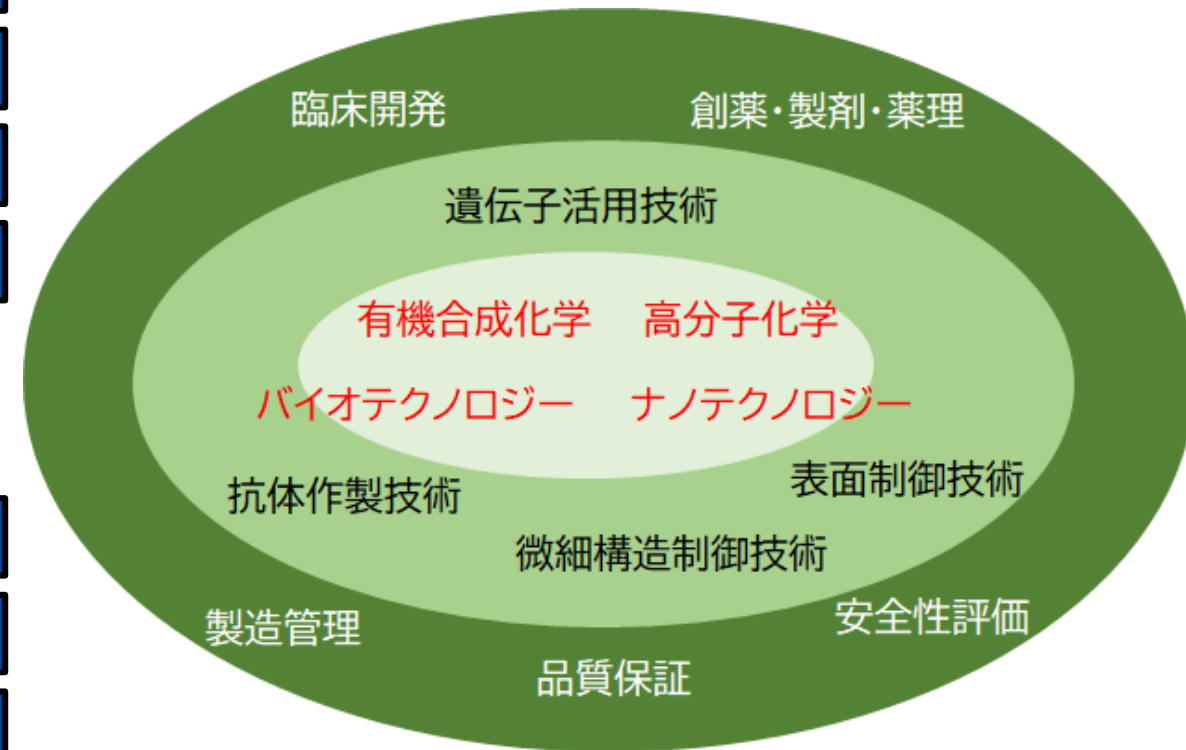 臨床開発
創薬・製剤・薬理
遺伝子活用技術
有機合成化学
高分子化学
バイオテクノロジー
ナノテクノロジー
抗体作製技術
表面制御技術
微細構造制御技術
製造管理
安全性評価
品質保証